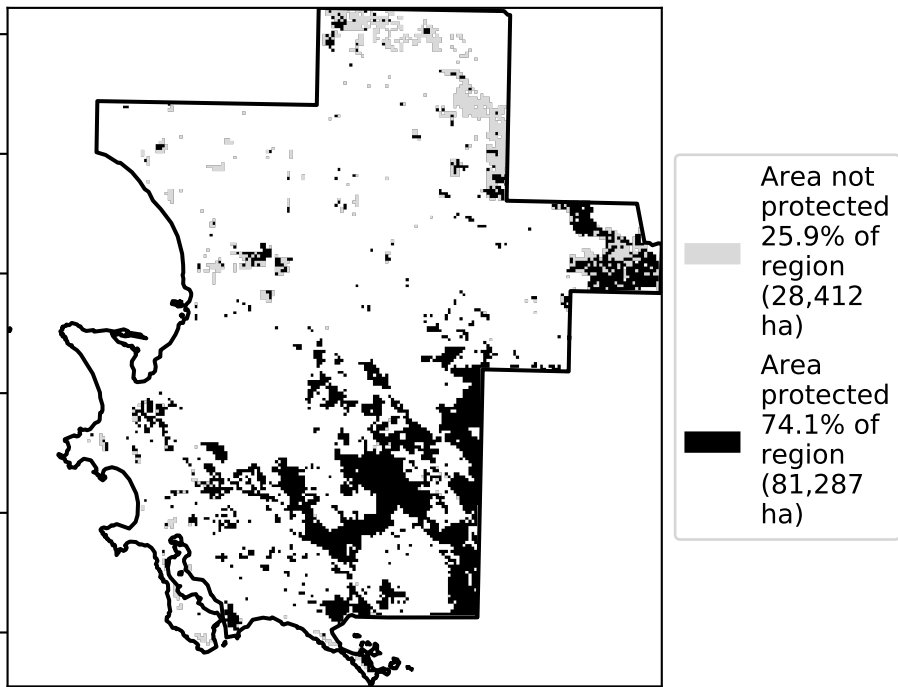 Area not
protected
25.9% of
region
(28,412
ha)
Area
protected
74.1% of
region
(81,287
ha)